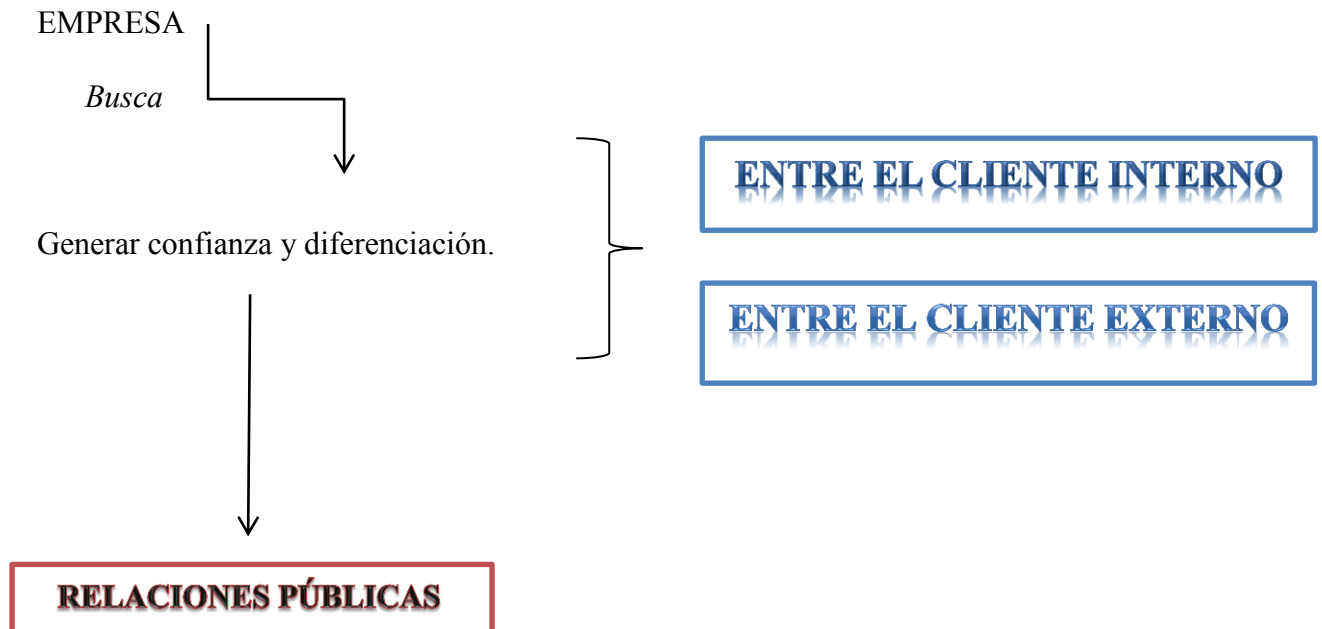 EMPRESA
Busca
ENTRE EL CLIENTE INTERNO
Generar confianza y diferenciación.
ENTRE EL CLIENTE EXTERNO
RELACIONES PÚBLICAS